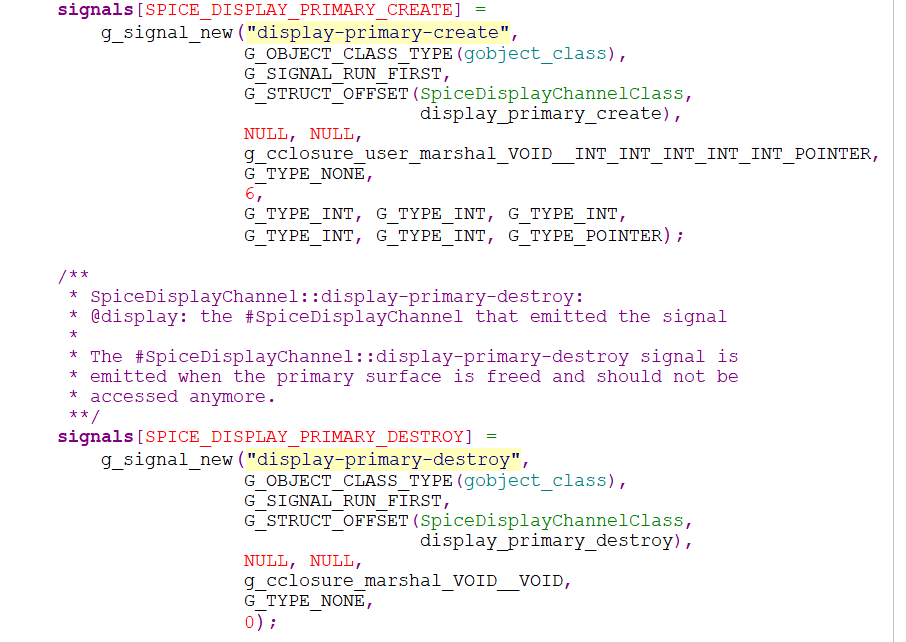 signals[SPICE_DISPLAY_PRIMARY_CREATE] =
g_signal_new("display-primary-create",
G_OBJECT_CLASS_TYPE(gobject_class),
G_SIGNAL_RUN_FIRST,
G_STRUCT_OFFSET(SpiceDisplayChannelClass,
display_primary_create),
NULL, NULL,
g_cclosure_user_marshal_VOID__INT_INT_INT_INT_INT_POINTER,
G_TYPE_NONE,
6,
G_TYPE_INT, G_TYPE_INT, G_TYPE_INT,
G_TYPE_INT, G_TYPE_INT, G_TYPE_POINTER);
/**
* SpiceDisplayChannel::display-primary-destroy:
* @display: the #SpiceDisplayChannel that emitted the signal
*
* The #SpiceDisplayChannel::display-primary-destroy signal is
* emitted when the primary surface is freed and should not be
* accessed anymore.
**/
signals[SPICE_DISPLAY_PRIMARY_DESTROY] =
g_signal_new("display-primary-destroy",
G_OBJECT_CLASS_TYPE(gobject_class),
G_SIGNAL_RUN_FIRST,
G_STRUCT_OFFSET(SpiceDisplayChannelClass,
display_primary_destroy),
NULL, NULL,
g_cclosure_marshal_VOID__VOID,
G_TYPE_NONE,
0);